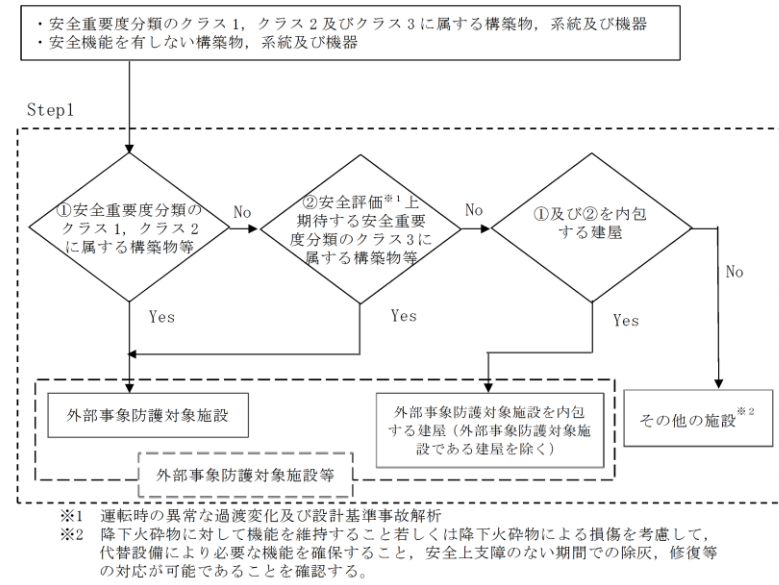 ・安全重要度分類のクラス1，クラス2及びクラス3に属する構築物，系統及び機器
・安全機能を有しない構築物，系統及び機器
Step1
①安全重要度分類の
クラス1，クラス2
に属する構築物等
No
②安全評価※1上
期待する安全重要
度分類のクラス3に
属する構築物等
No
①及び②を内包
する建屋
No
Yes
Yes
Yes
外部事象防護対象施設
外部事象防護対象施設を内包
する建屋（外部事象防護対象施
設である建屋を除く）
その他の施設※2
外部事象防護対象施設等
※1 運転時の異常な過渡変化及び設計基準事故解析
※2 降下火砕物に対して機能を維持すること若しくは降下火砕物による損傷を考慮して，
代替設備により必要な機能を確保すること，安全上支障のない期間での除灰，修復等
の対応が可能であることを確認する。